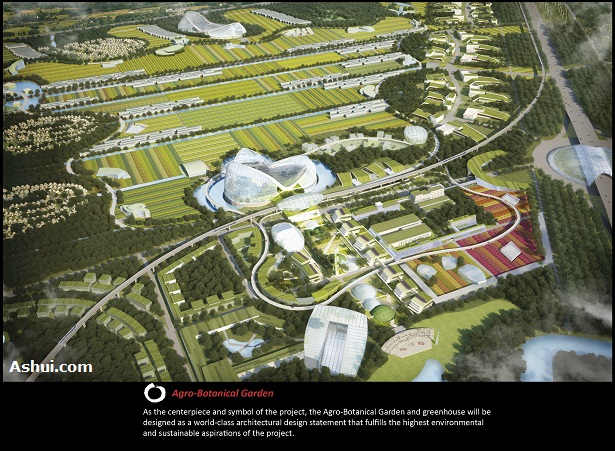 Ashui.com
Agro-Botanical Garden
As the centerpiece and symbol of the project, the Agro-Botanical Garden and greenhouse will be
designed as a world-class architectural design statement that fulfills the highest environmental
and sustainable aspirations of the project.